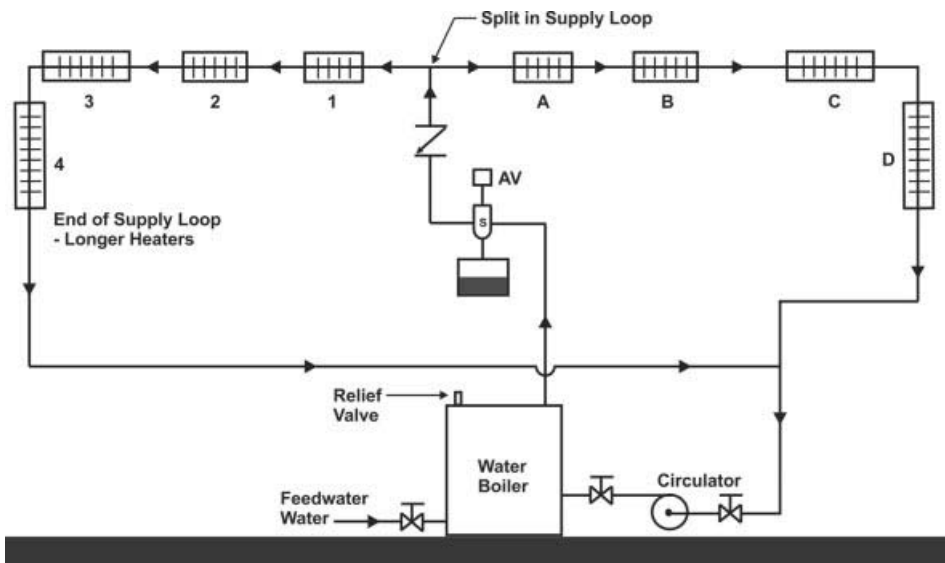 Split in Supply Loop
3
2
1
A
B
C
4
D
AV
S
End of Supply Loop
- Longer Heaters
Relief
Valve
Water
Boiler
Circulator
Feedwater
Water